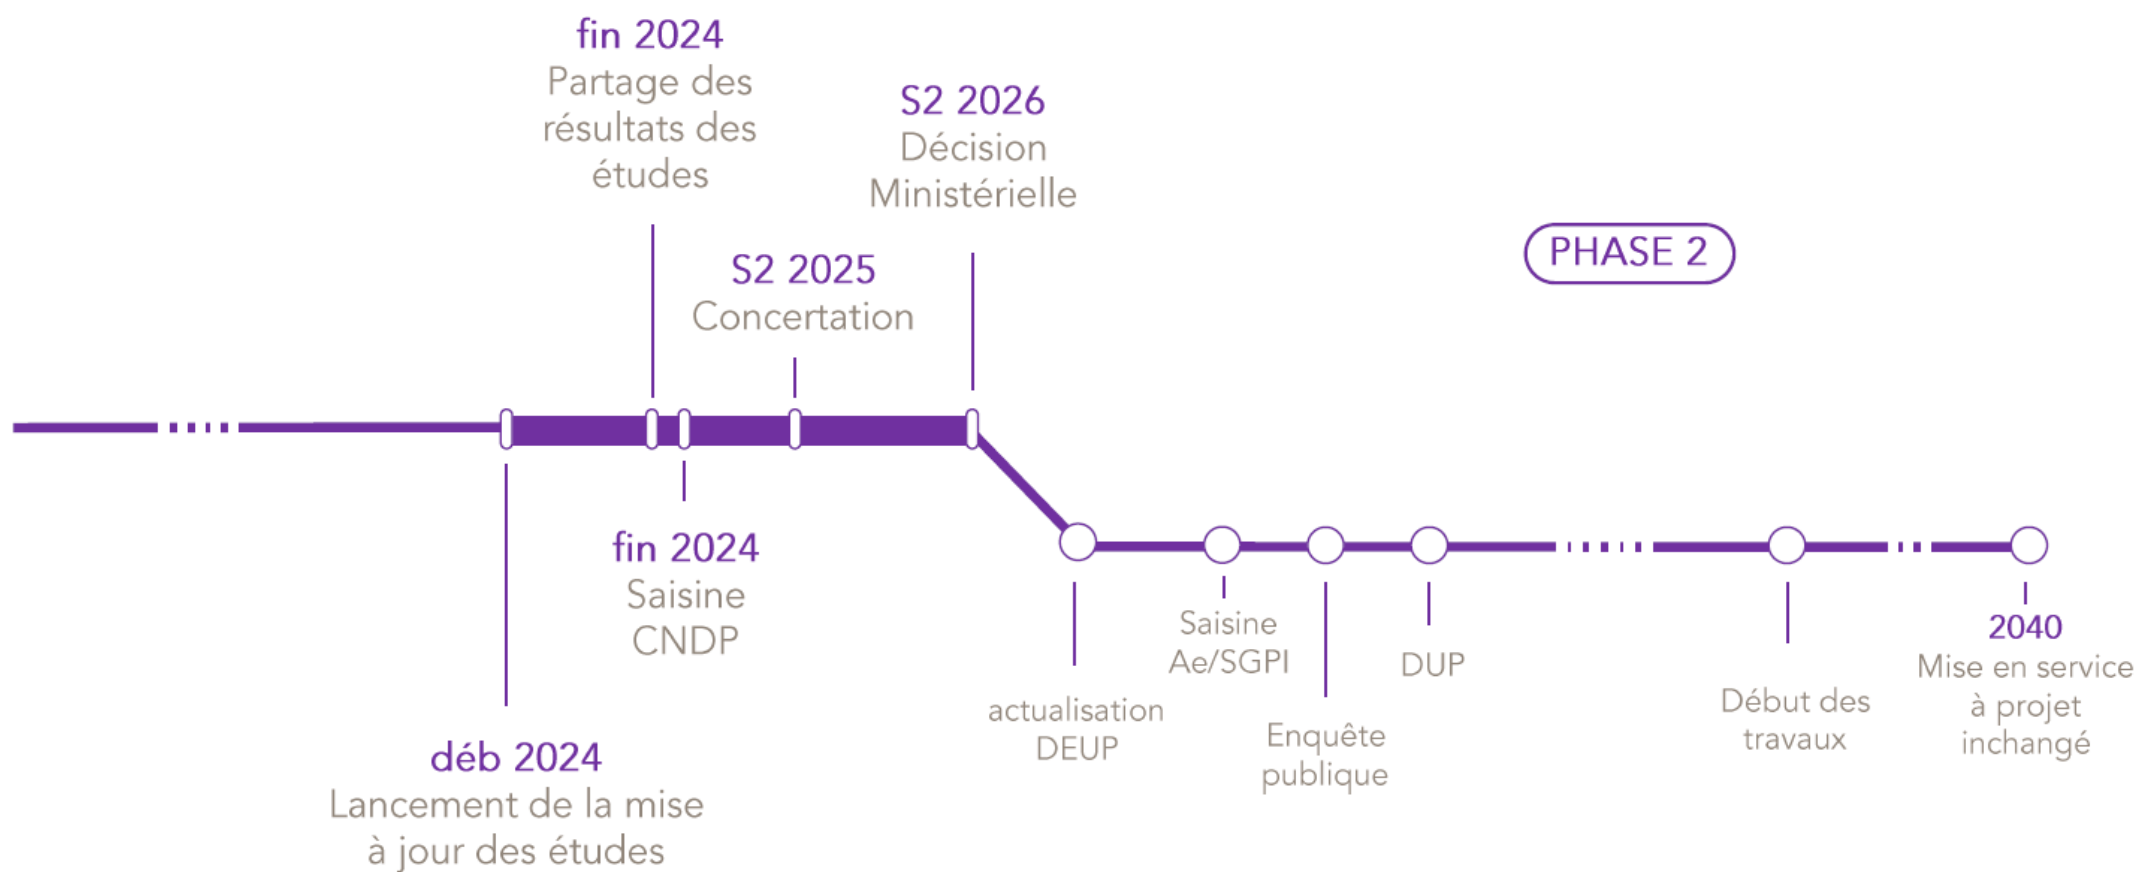 fin 2024
Partage des
résultats des
études
S2 2026
Décision
Ministérielle
PHASE 2
S2 2025
Concertation
fin 2024
Saisine
CNDP
déb 2024
Lancement de la mise
à jour des études
actualisation
DEUP
Saisine
Ae/SGPI
Enquête
publique
DUP
Début des
travaux
2040
Mise en service
à projet
inchangé